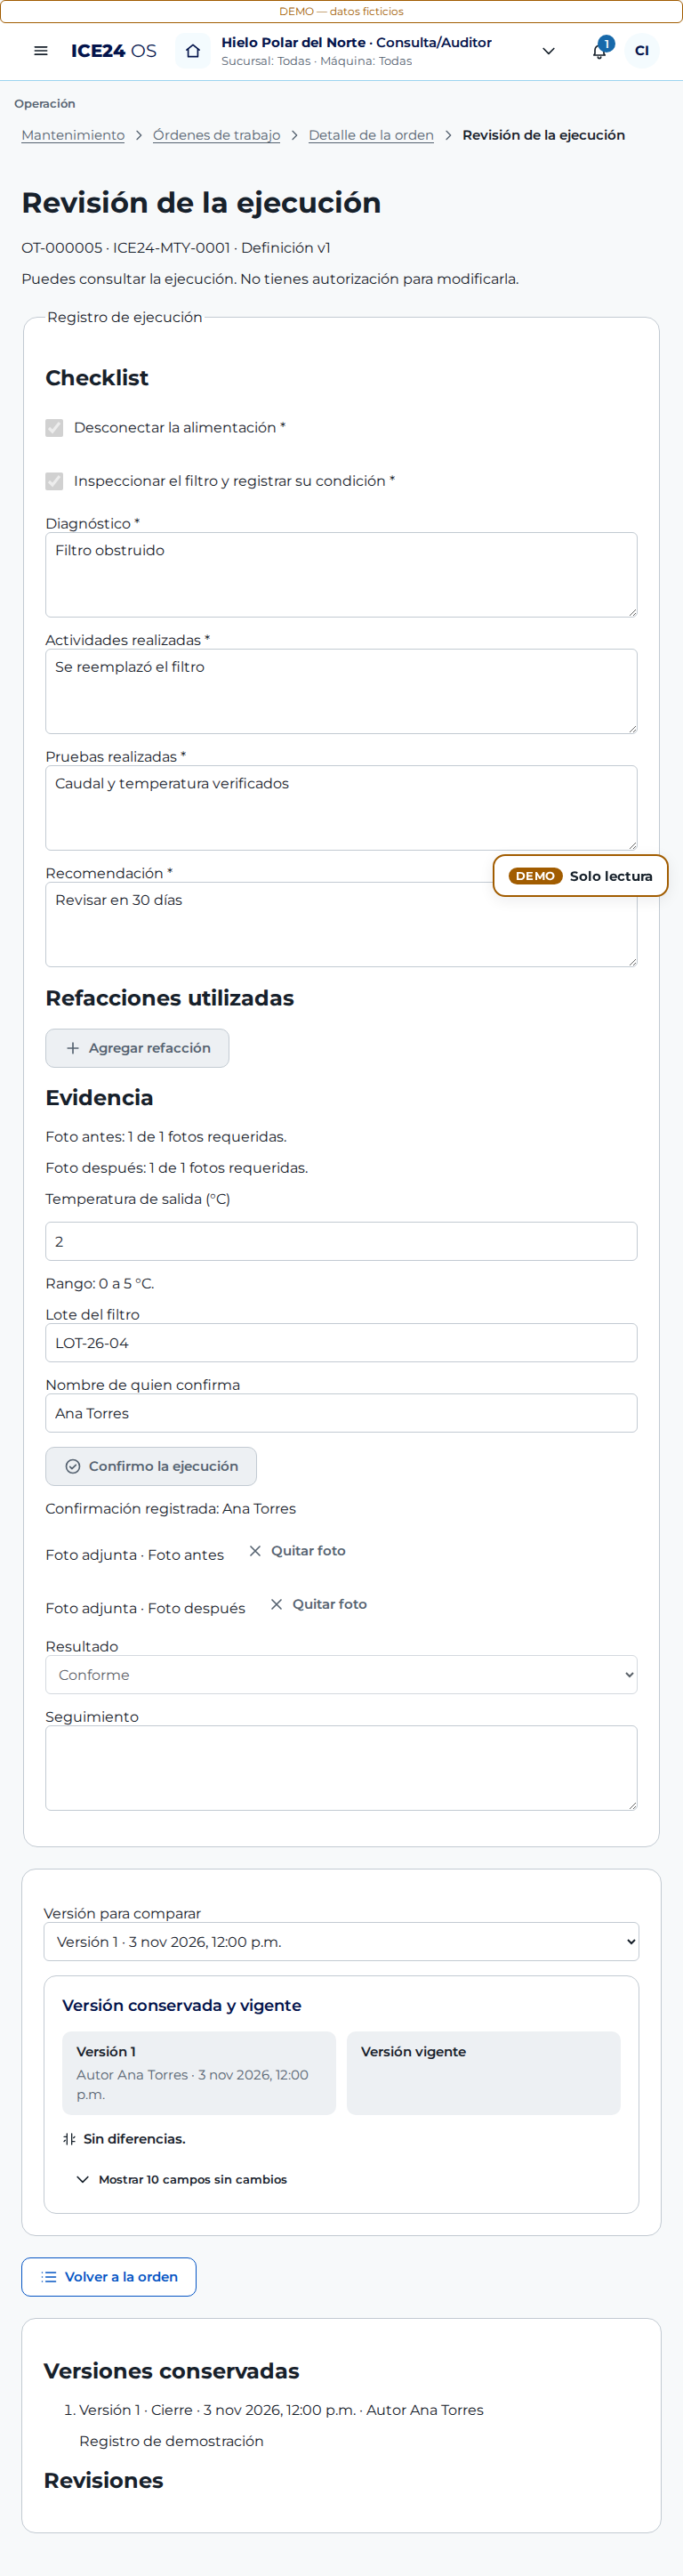 DEMO — datos ficticios
ICE24 OS
Hielo Polar del Norte · Consulta/Auditor
Sucursal: Todas · Máquina: Todas
1
CI
Operación
Mantenimiento > Órdenes de trabajo > Detalle de la orden > Revisión de la ejecución
Revisión de la ejecución
OT-000005 · ICE24-MTY-0001 · Definición v1
Puedes consultar la ejecución. No tienes autorización para modificarla.
Registro de ejecución
Checklist
Desconectar la alimentación *
Inspeccionar el filtro y registrar su condición *
Diagnóstico *
Filtro obstruido
Actividades realizadas *
Se reemplazó el filtro
Pruebas realizadas *
Caudal y temperatura verificados
Recomendación *
DEMO Solo lectura
Revisar en 30 días
Refacciones utilizadas
Agregar refacción
Evidencia
Foto antes: 1 de 1 fotos requeridas.
Foto después: 1 de 1 fotos requeridas.
Temperatura de salida (°C)
2
Rango: 0 a 5 °C.
Lote del filtro
LOT-26-04
Nombre de quien confirma
Ana Torres
Confirmo la ejecución
Confirmación registrada: Ana Torres
Foto adjunta · Foto antes Quitar foto
Foto adjunta · Foto después Quitar foto
Resultado
Conforme
Seguimiento
Versión para comparar
Versión 1 · 3 nov 2026, 12:00 p.m.
Versión conservada y vigente
Versión 1
Autor Ana Torres · 3 nov 2026, 12:00
p.m.
Versión vigente
Sin diferencias.
Mostrar 10 campos sin cambios
Volver a la orden
Versiones conservadas
1. Versión 1 · Cierre · 3 nov 2026, 12:00 p.m. · Autor Ana Torres
Registro de demostración
Revisiones